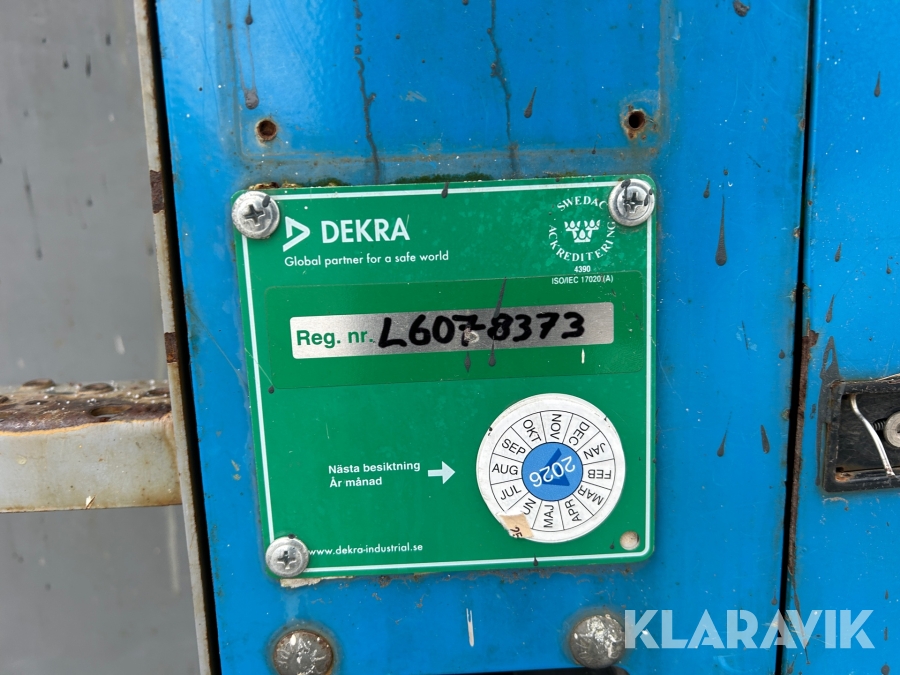 DEKRA
Global partner for a safe world
SWEDAC
ACKREDITERING
4390
ISO/IEC 17020 (A)
Reg. nr. L607-8373
Nästa besiktning
År månad
JAN
FEB
MAR
APR
MAJ
JUL
AUG
SEP
OKT
NOV
DEC
2026
www.dekra-industrial.se
KLARAVIK